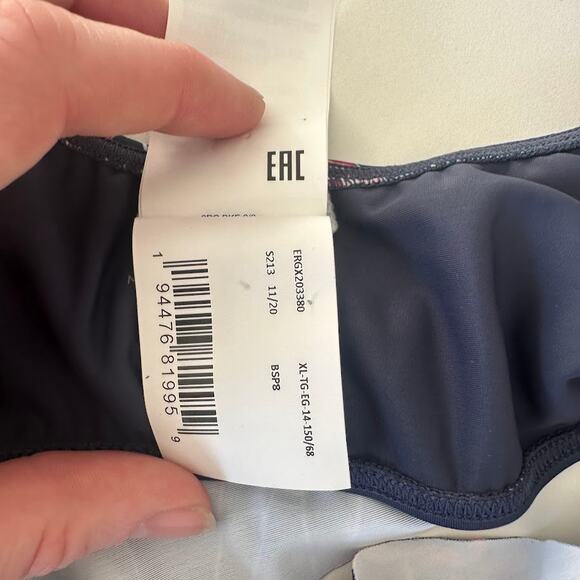 EAC
ERGX203380 XL-TG-EG-14-150/68
S213 11/20 BSP8
1 94476 81995 9